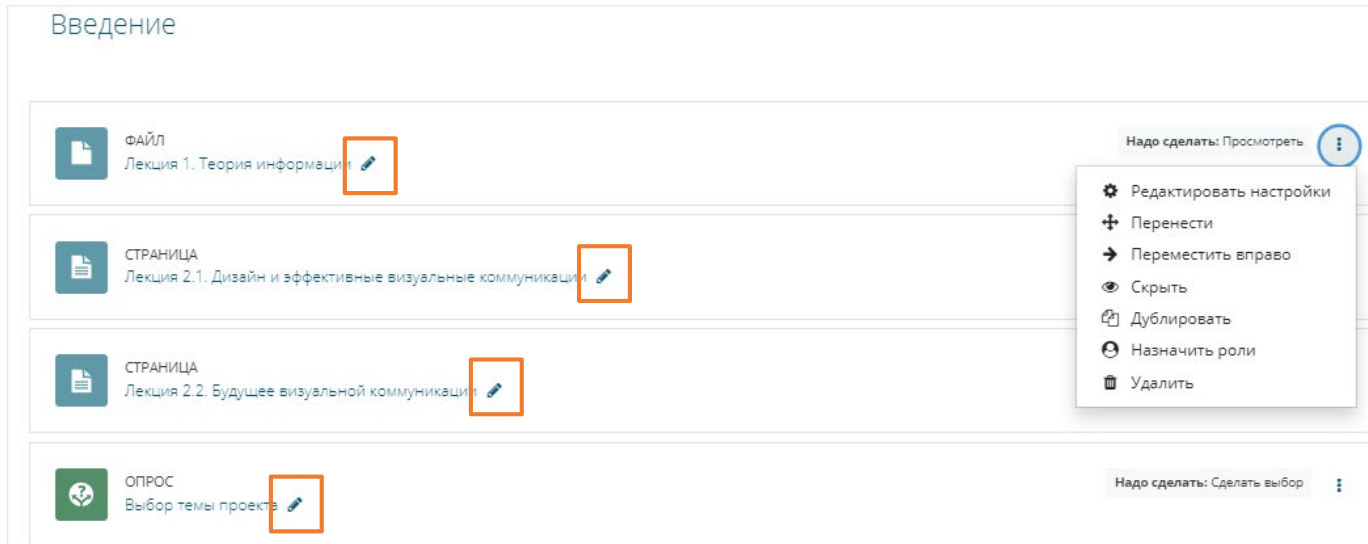 Введение
ФАЙЛ
Лекция 1. Теория информации
Надо сделать: Просмотреть
Редактировать настройки
Перенести
Переместить вправо
Скрыть
Дублировать
Назначить роли
Удалить
СТРАНИЦА
Лекция 2.1. Дизайн и эффективные визуальные коммуникации
СТРАНИЦА
Лекция 2.2. Будущее визуальной коммуникации
ОПРОС
Выбор темы проекта
Надо сделать: Сделать выбор